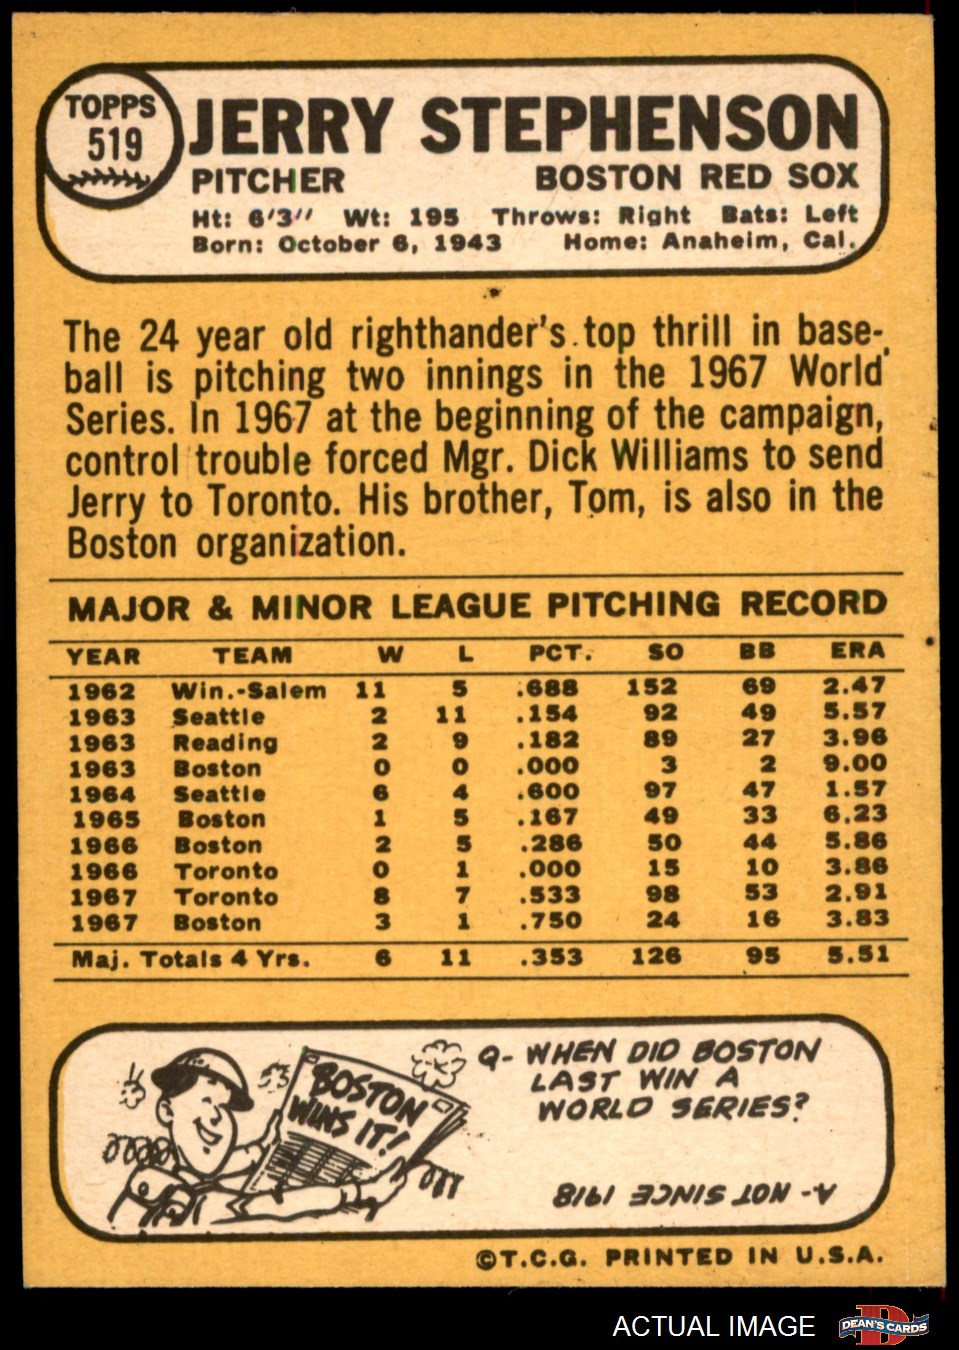 TOPPS
519
JERRY STEPHENSON
PITCHER BOSTON RED SOX
Ht: 6'3" Wt: 195 Throws: Right Bats: Left
Born: October 6, 1943 Home: Anaheim, Cal.
The 24 year old righthander's top thrill in base-
ball is pitching two innings in the 1967 World
Series. In 1967 at the beginning of the campaign,
control trouble forced Mgr. Dick Williams to send
Jerry to Toronto. His brother, Tom, is also in the
Boston organization.
MAJOR & MINOR LEAGUE PITCHING RECORD
YEAR TEAM W L PCT. SO BB ERA
1962 Win.-Salem 11 5 .688 152 69 2.47
1963 Seattle 2 11 .154 92 49 5.57
1963 Reading 2 9 .182 89 27 3.96
1963 Boston 0 0 .000 3 2 9.00
1964 Seattle 6 4 .600 97 47 1.57
1965 Boston 1 5 .167 49 33 6.23
1966 Boston 2 5 .286 50 44 5.86
1966 Toronto 0 1 .000 15 10 3.86
1967 Toronto 8 7 .533 98 53 2.91
1967 Boston 3 1 .750 24 16 3.83
Maj. Totals 4 Yrs. 6 11 .353 126 95 5.51
BOSTON
WINS IT!
Q- WHEN DID BOSTON
LAST WIN A
WORLD SERIES?
A- NOT SINCE 1918
©T.C.G. PRINTED IN U.S.A.
ACTUAL IMAGE
D
DEAN'S CARDS